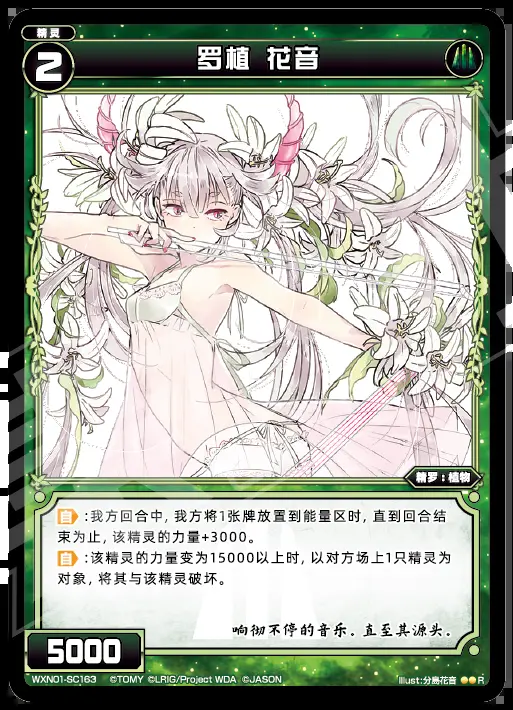 精灵
2
罗植 花音
精罗:植物
自:我方回合中，我方将1张牌放置到能量区时，直到回合结
束为止，该精灵的力量+3000。
自:该精灵的力量变为15000以上时，以对方场上1只精灵为
对象，将其与该精灵破坏。
响彻不停的音乐。直至其源头。
5000
WXN01-SC163 ©TOMY ©LRIG/Project WDA ©JASON
Illust:分島花音 R